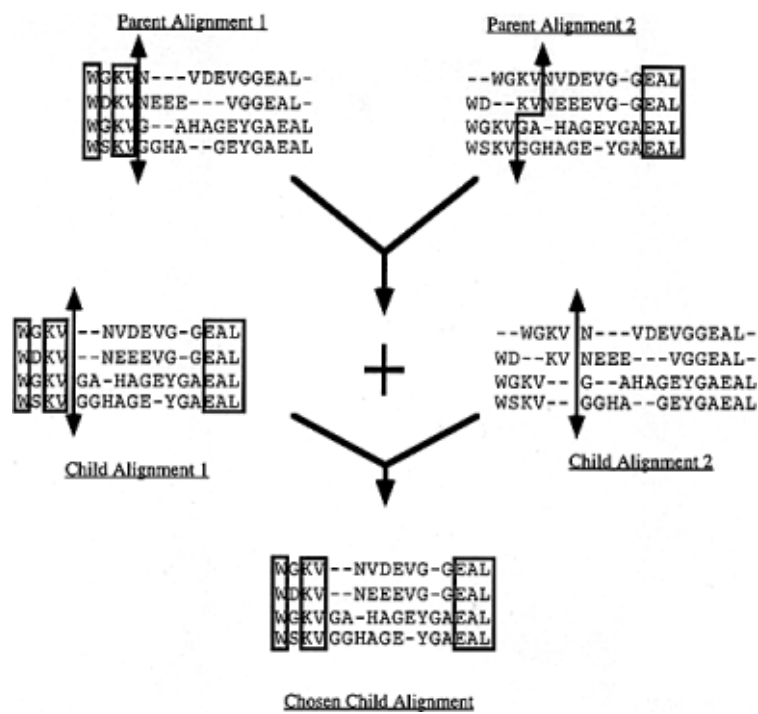 Parent Alignment 1
WGKVN---VDEVGGEAL-
WDKVNEEE---VGGEAL
WGKVG--AHAGEYGAEAL
WSKVGGHA--GEYGAEAL
Parent Alignment 2
--WGKVNVDEVG-GEAL
WD--KVNEEEVG-GEAL
WGKVGA-HAGEYGAEAL
WSKVGGHAGE-YGAEAL
WGKV--NVDEVG-GEAL
WDKV--NEEEVG-GEAL
WGKVGA-HAGEYGAEAL
WSKVGGHAGE-YGAEAL
Child Alignment 1
+
--WGKV N---VDEVGGEAL-
WD--KV NEEE---VGGEAL
WGKV-- G--AHAGEYGAEAL
WSKV-- GGHA--GEYGAEAL
Child Alignment 2
WGKV--NVDEVG-GEAL
WDKV--NEEEVG-GEAL
WGKVGA-HAGEYGAEAL
WSKVGGHAGE-YGAEAL
Chosen Child Alignment